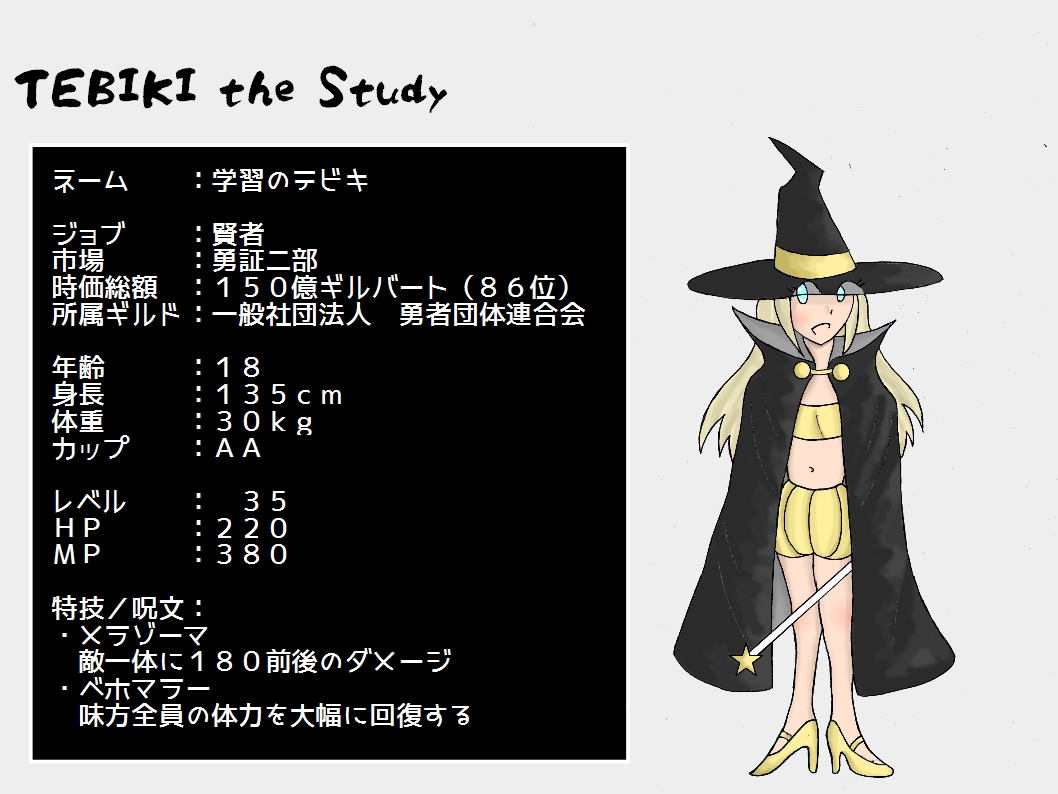 TEBIKI the Study
ネーム　　：学習のテビキ
ジョブ　　：賢者
市場　　　：勇証二部
時価総額　：１５０億ギルバート（８６位）
所属ギルド：一般社団法人　勇者団体連合会
年齢　　　：１８
身長　　　：１３５ｃｍ
体重　　　：３０ｋｇ
カップ　　：ＡＡ
レベル　　：　３５
ＨＰ　　　：２２０
ＭＰ　　　：３８０
特技／呪文：
・メラゾーマ
　敵一体に１８０前後のダメージ
・ベホマラー
　味方全員の体力を大幅に回復する